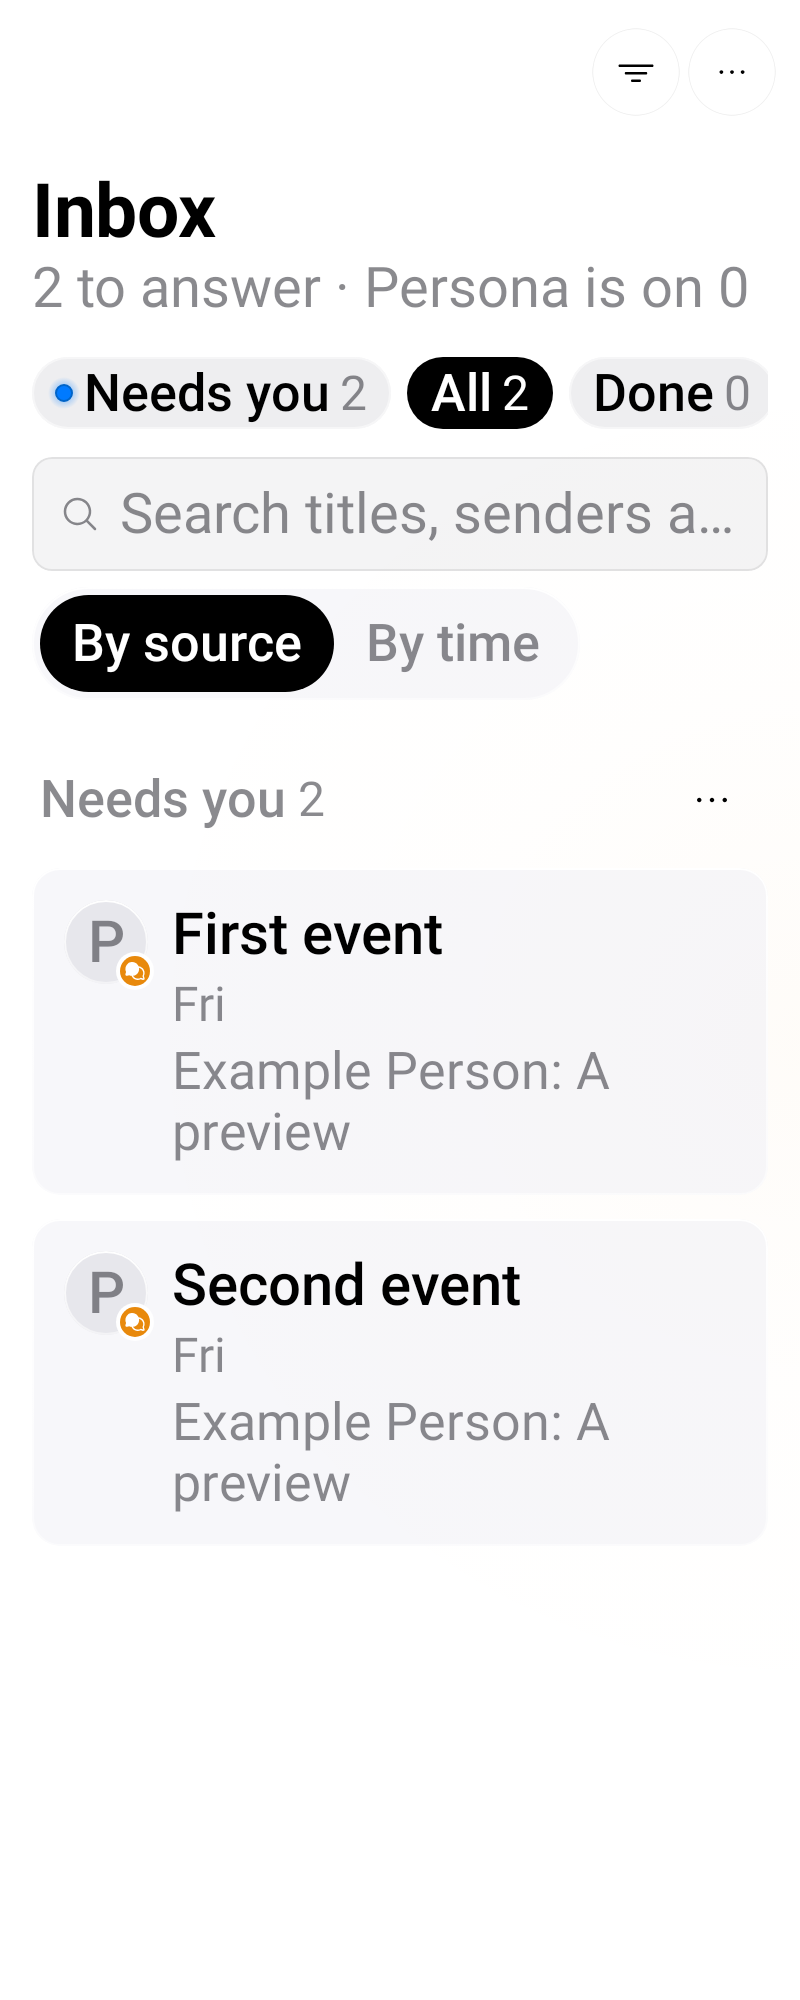 Inbox
2 to answer · Persona is on 0
Needs you 2 All 2 Done 0
Search titles, senders a…
By source By time
Needs you 2
P
First event
Fri
Example Person: A
preview
P
Second event
Fri
Example Person: A
preview